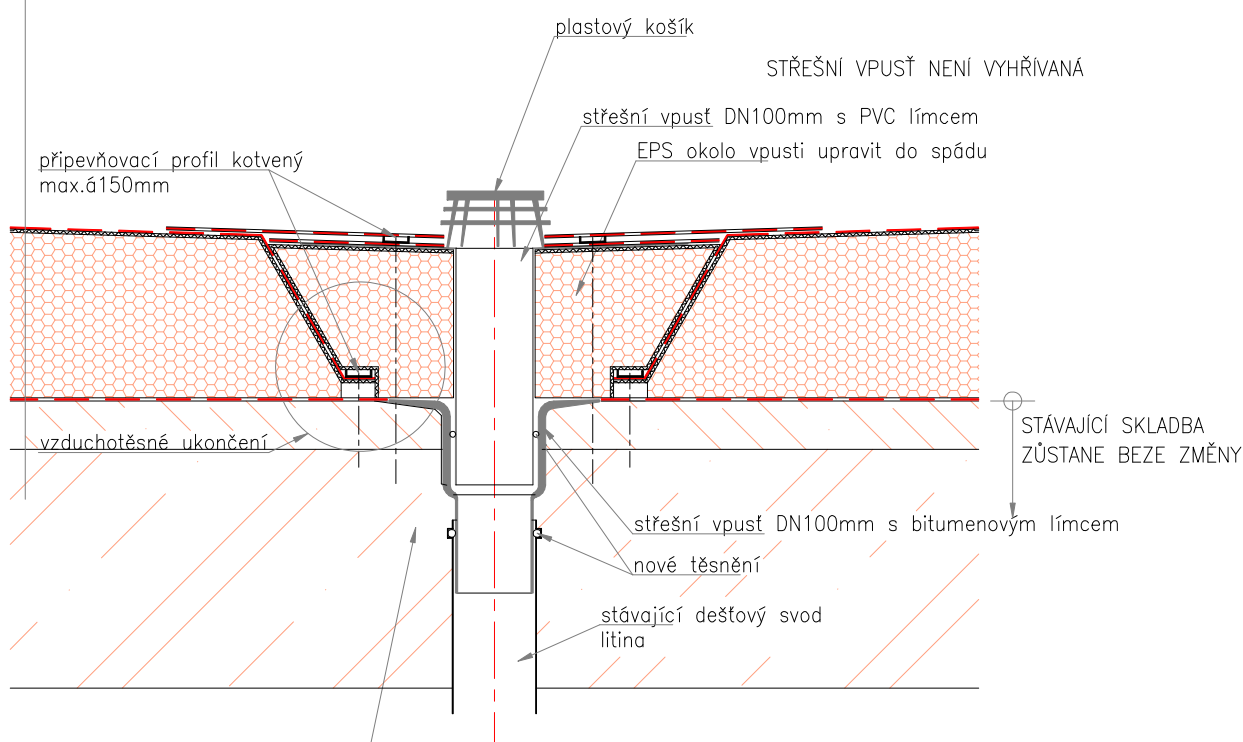 plastový košík
STŘEŠNÍ VPUSŤ NENÍ VYHŘÍVANÁ
střešní vpusť DN100mm s PVC límcem
EPS okolo vpusti upravit do spádu
připevňovací profil kotvený
max.á150mm
vzduchotěsné ukončení
STÁVAJÍCÍ SKLADBA
ZŮSTANE BEZE ZMĚNY
střešní vpusť DN100mm s bitumenovým límcem
nové těsnění
stávající dešťový svod
litina